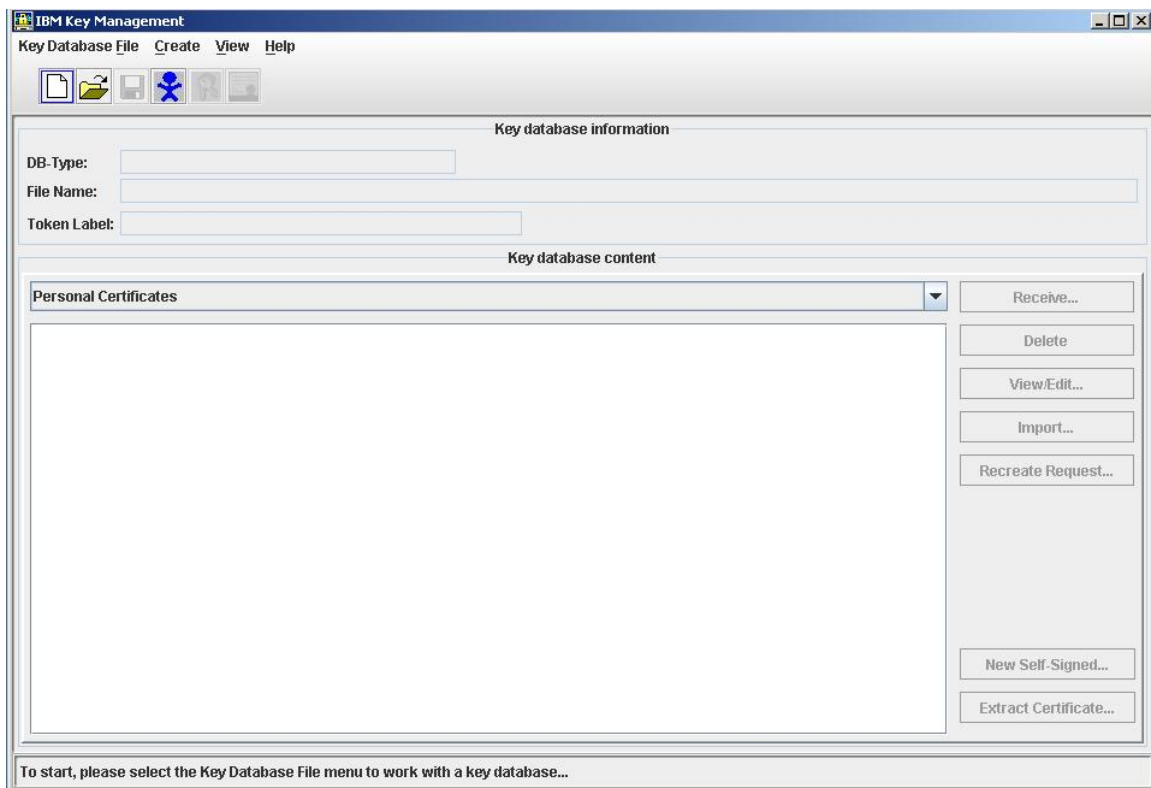 IBM Key Management
Key Database File Create View Help
Key database information
DB-Type:
File Name:
Token Label:
Key database content
Personal Certificates
Receive...
Delete
View/Edit...
Import...
Recreate Request...
New Self-Signed...
Extract Certificate...
To start, please select the Key Database File menu to work with a key database...